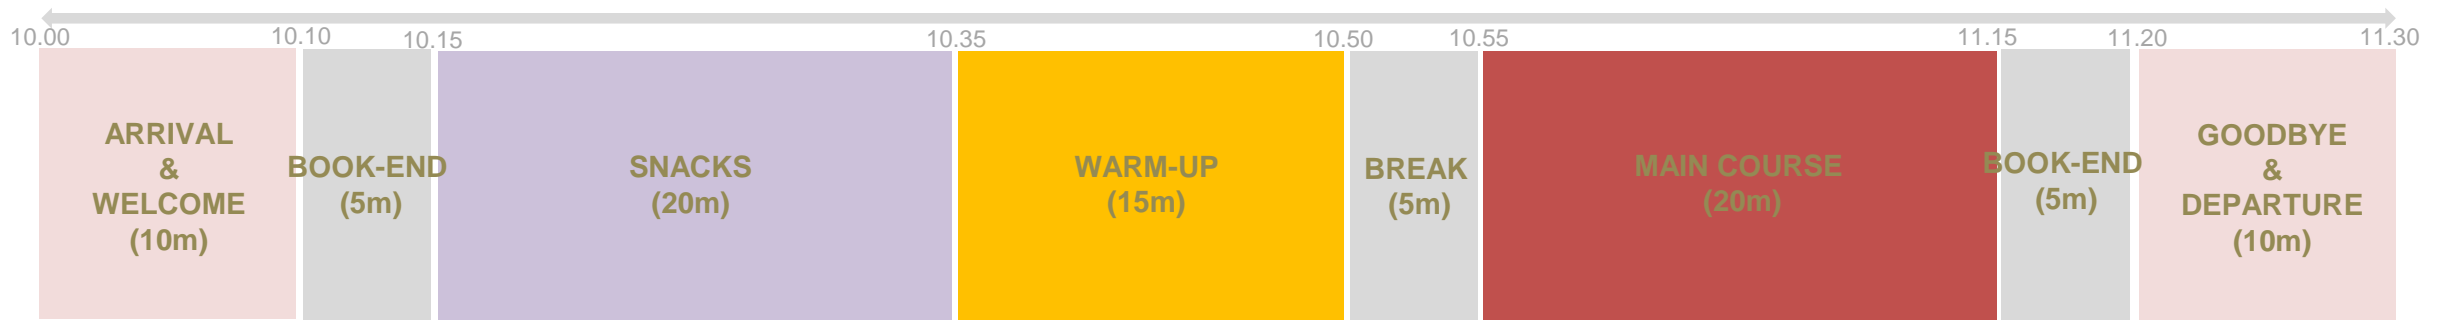 10.00 10.10 10.15 10.35 10.50 10.55 11.15 11.20 11.30
ARRIVAL
&
WELCOME
(10m)
BOOK-END
(5m)
SNACKS
(20m)
WARM-UP
(15m)
BREAK
(5m)
MAIN COURSE
(20m)
BOOK-END
(5m)
GOODBYE
&
DEPARTURE
(10m)